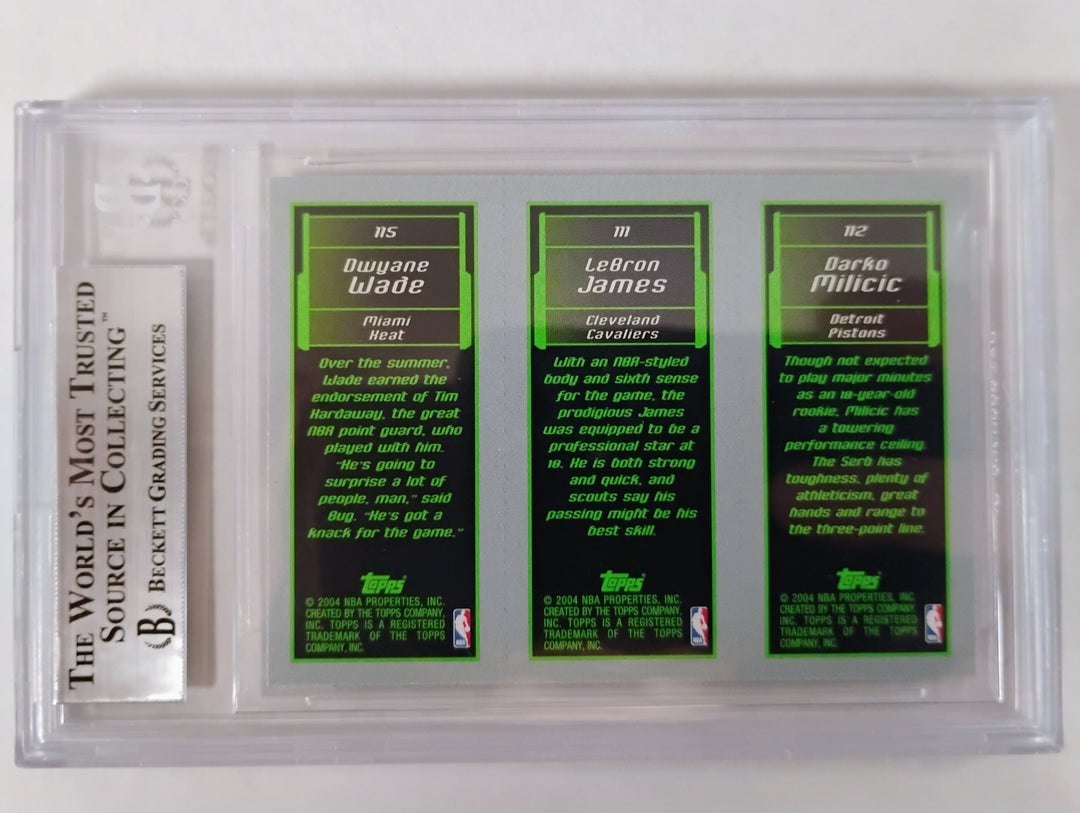 THE WORLD'S MOST TRUSTED™
SOURCE IN COLLECTING
B BECKETT GRADING SERVICES
115
Dwyane
Wade
Miami
Heat
Over the summer,
Wade earned the
endorsement of Tim
Hardaway, the great
NBA point guard, who
played with him.
"He's going to
surprise a lot of
people, man," said
Bug. "He's got a
knack for the game."
Topps®
© 2004 NBA PROPERTIES, INC.
CREATED BY THE TOPPS COMPANY,
INC. TOPPS IS A REGISTERED
TRADEMARK OF THE TOPPS
COMPANY, INC.
111
LeBron
James
Cleveland
Cavaliers
With an NBA-styled
body and sixth sense
for the game, the
prodigious James
was equipped to be a
professional star at
18. He is both strong
and quick, and
scouts say his
passing might be his
best skill.
Topps®
© 2004 NBA PROPERTIES, INC.
CREATED BY THE TOPPS COMPANY,
INC. TOPPS IS A REGISTERED
TRADEMARK OF THE TOPPS
COMPANY, INC.
112
Darko
Milicic
Detroit
Pistons
Though not expected
to play major minutes
as an 18-year-old
rookie, Milicic has
a towering
performance ceiling.
The Serb has
toughness, plenty of
athleticism, great
hands and range to
the three-point line.
Topps®
© 2004 NBA PROPERTIES, INC.
CREATED BY THE TOPPS COMPANY,
INC. TOPPS IS A REGISTERED
TRADEMARK OF THE TOPPS
COMPANY, INC.